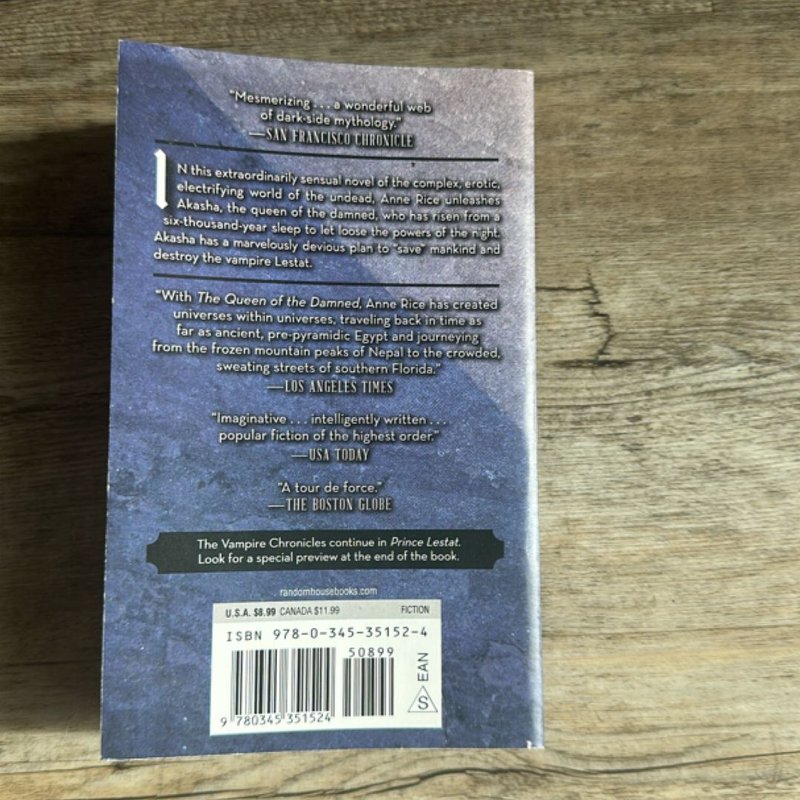 "Mesmerizing . . . a wonderful web
of dark-side mythology."
—SAN FRANCISCO CHRONICLE
IN this extraordinarily sensual novel of the complex, erotic,
electrifying world of the undead, Anne Rice unleashes
Akasha, the queen of the damned, who has risen from a
six-thousand-year sleep to let loose the powers of the night.
Akasha has a marvelously devious plan to "save" mankind and
destroy the vampire Lestat.
"With The Queen of the Damned, Anne Rice has created
universes within universes, traveling back in time as
far as ancient, pre-pyramidic Egypt and journeying
from the frozen mountain peaks of Nepal to the crowded,
sweating streets of southern Florida."
—LOS ANGELES TIMES
"Imaginative . . . intelligently written . . .
popular fiction of the highest order."
—USA TODAY
"A tour de force."
—THE BOSTON GLOBE
The Vampire Chronicles continue in Prince Lestat.
Look for a special preview at the end of the book.
randomhousebooks.com
U.S.A. $8.99 CANADA $11.99 FICTION
ISBN 978-0-345-35152-4
50899
9 780345 351524
EAN
S